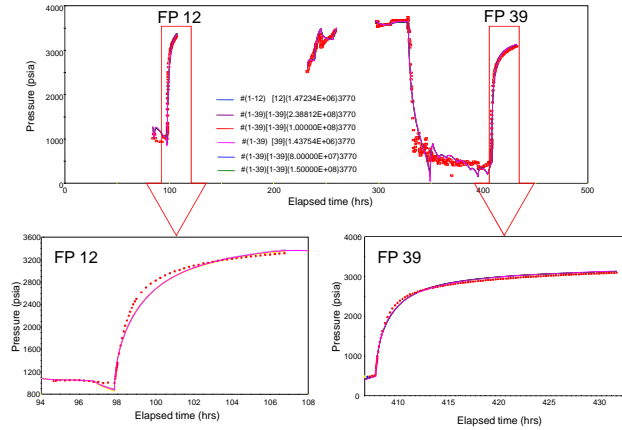 FP 12
FP 39
4000
3500
3000
2500
2000
1500
1000
500
0
Pressure (psia)
#(1-12) [12](1.47234E+06)3770
#(1-39)[1-39](2.38812E+08)3770
#(1-39)[1-39](1.00000E+08)3770
#(1-39) [39](1.43754E+06)3770
#(1-39)[1-39](8.00000E+07)3770
#(1-39)[1-39](1.50000E+08)3770
0 100 200 300 400 500
Elapsed time (hrs)
FP 12
3600
3200
2800
2400
2000
1600
1200
800
Pressure (psia)
94 96 98 100 102 104 106 108
Elapsed time (hrs)
FP 39
4000
3000
2000
1000
0
Pressure (psia)
410 415 420 425 430
Elapsed time (hrs)